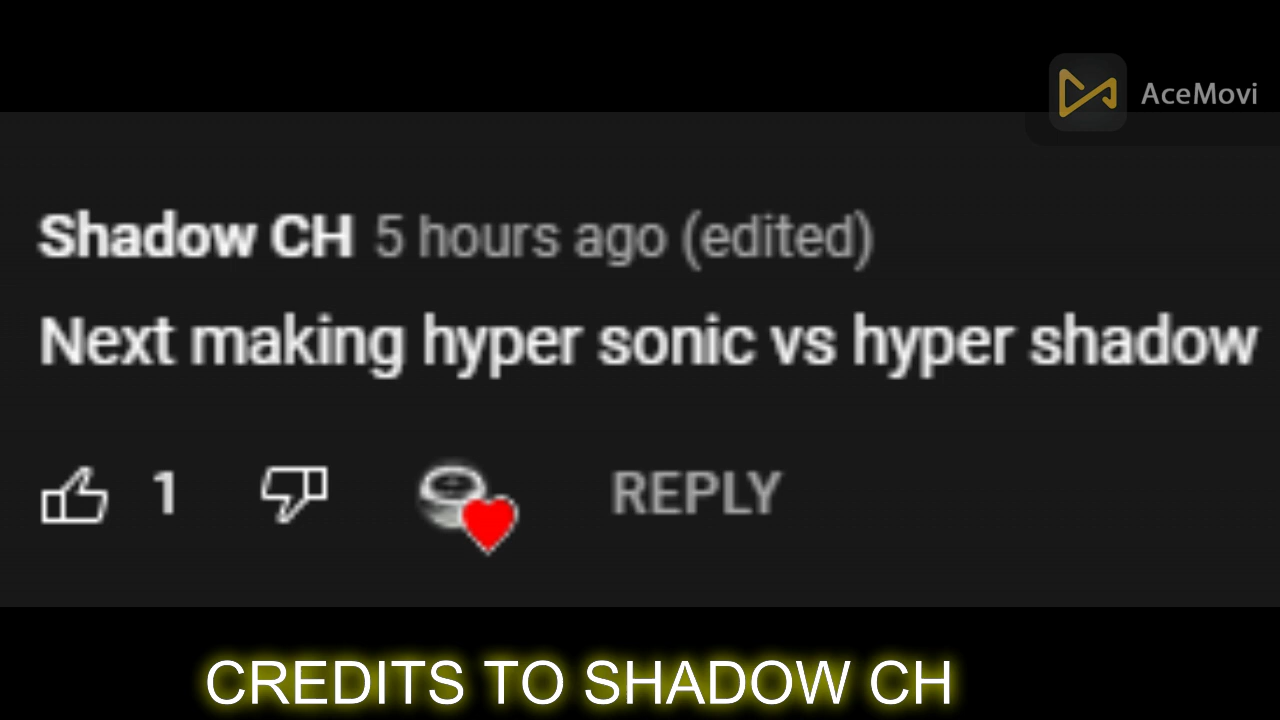 AceMovi
Shadow CH 5 hours ago (edited)
Next making hyper sonic vs hyper shadow
1 REPLY
CREDITS TO SHADOW CH